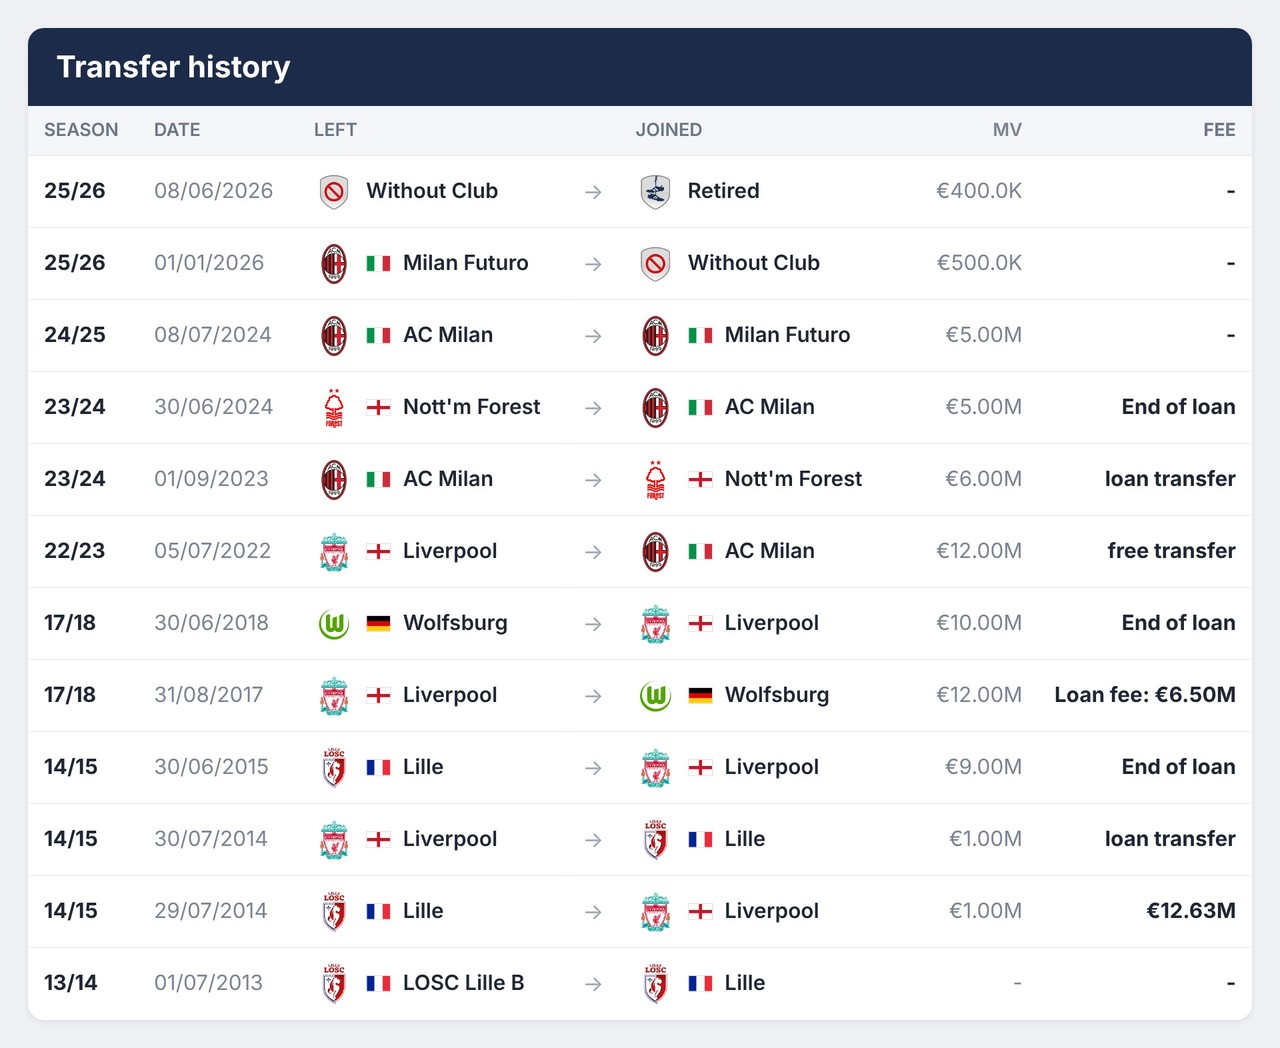 Transfer history
SEASON DATE LEFT JOINED MV FEE
25/26 08/06/2026 Without Club → Retired €400.0K -
25/26 01/01/2026 Milan Futuro → Without Club €500.0K -
24/25 08/07/2024 AC Milan → Milan Futuro €5.00M -
23/24 30/06/2024 Nott'm Forest → AC Milan €5.00M End of loan
23/24 01/09/2023 AC Milan → Nott'm Forest €6.00M loan transfer
22/23 05/07/2022 Liverpool → AC Milan €12.00M free transfer
17/18 30/06/2018 Wolfsburg → Liverpool €10.00M End of loan
17/18 31/08/2017 Liverpool → Wolfsburg €12.00M Loan fee: €6.50M
14/15 30/06/2015 Lille → Liverpool €9.00M End of loan
14/15 30/07/2014 Liverpool → Lille €1.00M loan transfer
14/15 29/07/2014 Lille → Liverpool €1.00M €12.63M
13/14 01/07/2013 LOSC Lille B → Lille - -